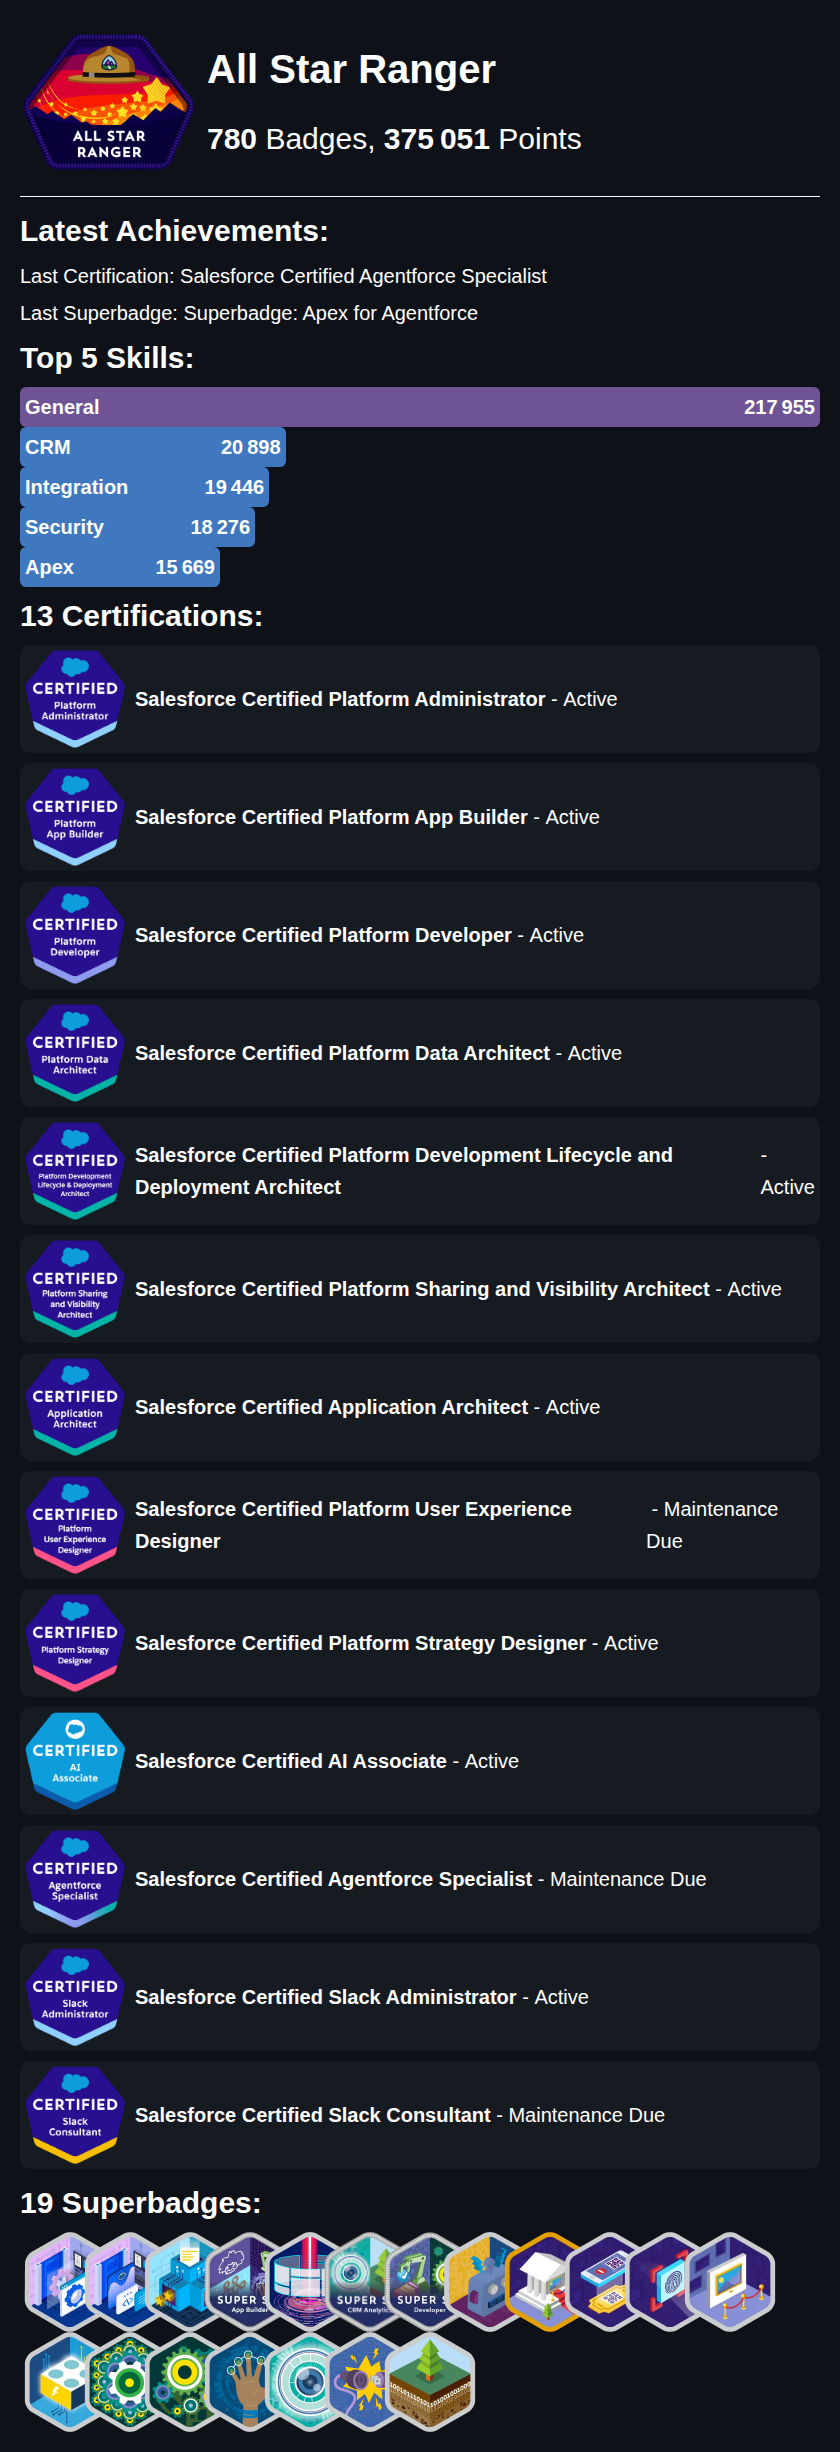 ALL STAR
RANGER
All Star Ranger
780 Badges, 375 051 Points
Latest Achievements:
Last Certification: Salesforce Certified Agentforce Specialist
Last Superbadge: Superbadge: Apex for Agentforce
Top 5 Skills:
General 217 955
CRM 20 898
Integration 19 446
Security 18 276
Apex 15 669
13 Certifications:
CERTIFIED
Platform
Administrator
Salesforce Certified Platform Administrator - Active
CERTIFIED
Platform
App Builder
Salesforce Certified Platform App Builder - Active
CERTIFIED
Platform
Developer
Salesforce Certified Platform Developer - Active
CERTIFIED
Platform Data
Architect
Salesforce Certified Platform Data Architect - Active
CERTIFIED
Platform Development
Lifecycle & Deployment
Architect
Salesforce Certified Platform Development Lifecycle and -
Deployment Architect Active
CERTIFIED
Platform Sharing
and Visibility
Architect
Salesforce Certified Platform Sharing and Visibility Architect - Active
CERTIFIED
Application
Architect
Salesforce Certified Application Architect - Active
CERTIFIED
Platform
User Experience
Designer
Salesforce Certified Platform User Experience - Maintenance
Designer Due
CERTIFIED
Platform Strategy
Designer
Salesforce Certified Platform Strategy Designer - Active
CERTIFIED
AI
Associate
Salesforce Certified AI Associate - Active
CERTIFIED
Agentforce
Specialist
Salesforce Certified Agentforce Specialist - Maintenance Due
CERTIFIED
Slack
Administrator
Salesforce Certified Slack Administrator - Active
CERTIFIED
Slack
Consultant
Salesforce Certified Slack Consultant - Maintenance Due
19 Superbadges:
SUPER S
App Builder
SUPER S
CRM Analytics
SUPER S
Developer